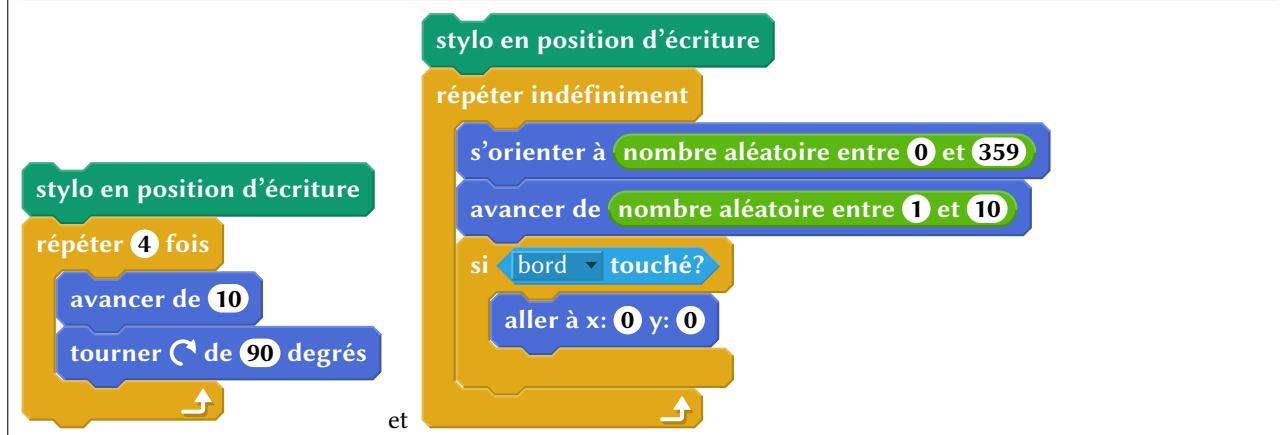 stylo en position d'écriture
répéter 4 fois
avancer de 10
tourner de 90 degrés
et
stylo en position d'écriture
répéter indéfiniment
s'orienter à nombre aléatoire entre 0 et 359
avancer de nombre aléatoire entre 1 et 10
si bord touché?
aller à x: 0 y: 0